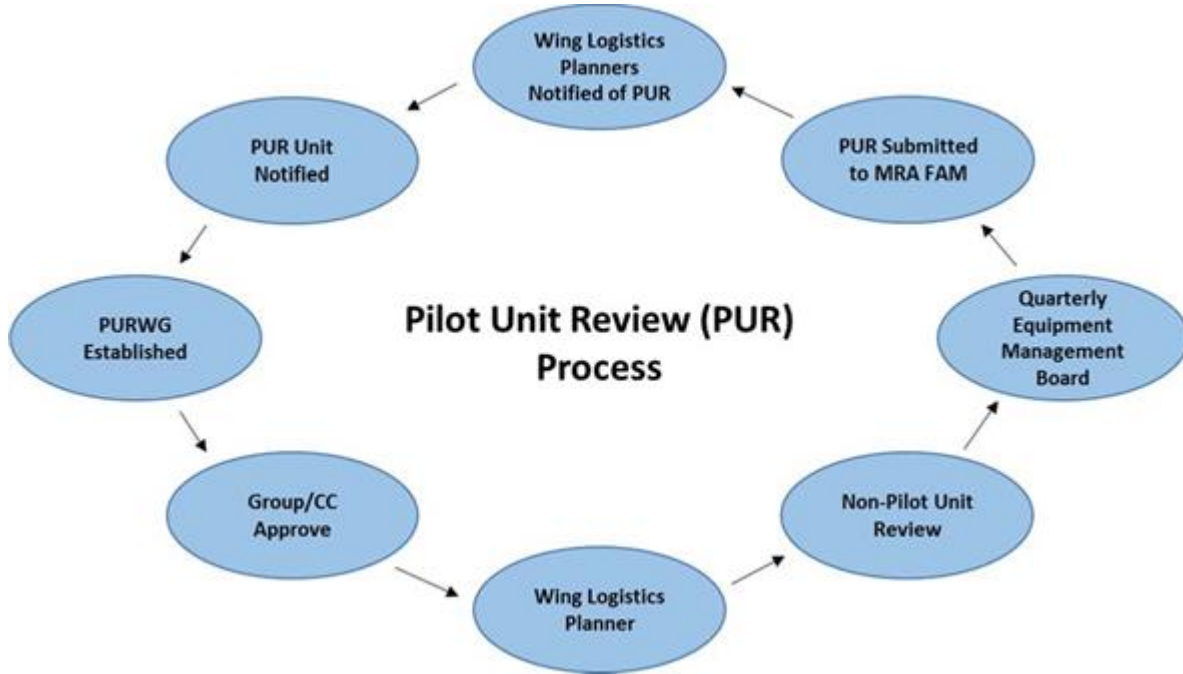 Wing Logistics
Planners
Notified of PUR
PUR Unit
Notified
PUR Submitted
to MRA FAM
PURWG
Established
Pilot Unit Review (PUR)
Process
Quarterly
Equipment
Management
Board
Group/CC
Approve
Non-Pilot Unit
Review
Wing Logistics
Planner